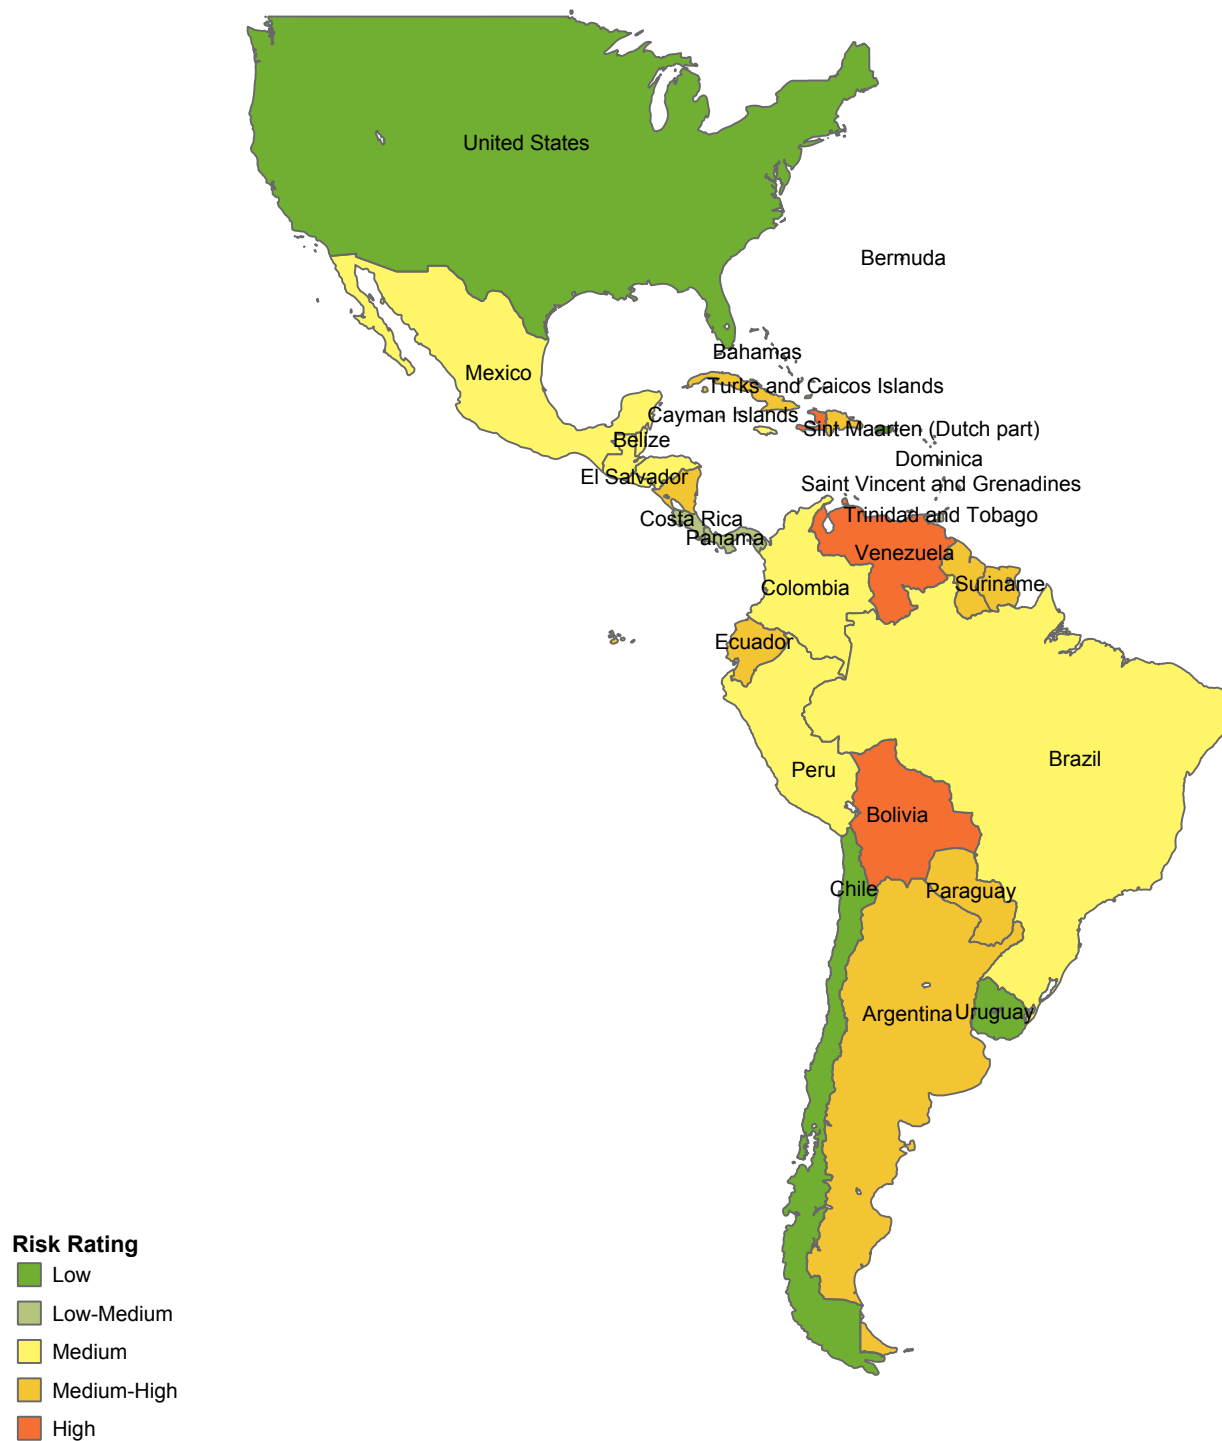 United States
Bermuda
Bahamas
Mexico
Turks and Caicos Islands
Cayman Islands
Sint Maarten (Dutch part)
Belize
Dominica
El Salvador
Saint Vincent and Grenadines
Costa Rica
Trinidad and Tobago
Panama
Venezuela
Colombia
Suriname
Ecuador
Brazil
Peru
Bolivia
Chile
Paraguay
Argentina
Uruguay
Risk Rating
Low
Low-Medium
Medium
Medium-High
High